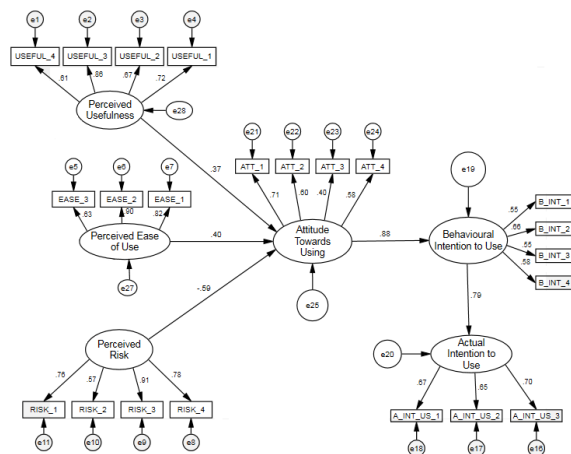 e1 e2 e3 e4
USEFUL_4 USEFUL_3 USEFUL_2 USEFUL_1
.61 .86 .67 .72
Perceived
Usefulness
e28
e21 e22 e23 e24
.37
ATT_1 ATT_2 ATT_3 ATT_4
e5 e6 e7
EASE_3 EASE_2 EASE_1
.63 .90 .82
.71 .60 .40 .58
e19
B_INT_1
B_INT_2
B_INT_3
B_INT_4
.55
.66
.55
.58
Perceived Ease
of Use
.40
Attitude
Towards
Using
.88
Behavioural
Intention to Use
e27
-.59
e25
.79
Perceived
Risk
e20
Actual
Intention to
Use
.76 .57 .91 .78
.67 .65 .70
RISK_1 RISK_2 RISK_3 RISK_4
A_INT_US_1 A_INT_US_2 A_INT_US_3
e11 e10 e9 e8
e18 e17 e16